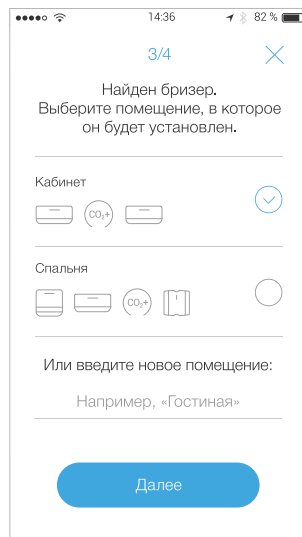 14:36
82 %
3/4
Найден бризер.
Выберите помещение, в которое
он будет установлен.
Кабинет
CO₂+
Спальня
CO₂+
Или введите новое помещение:
Например, «Гостиная»
Далее